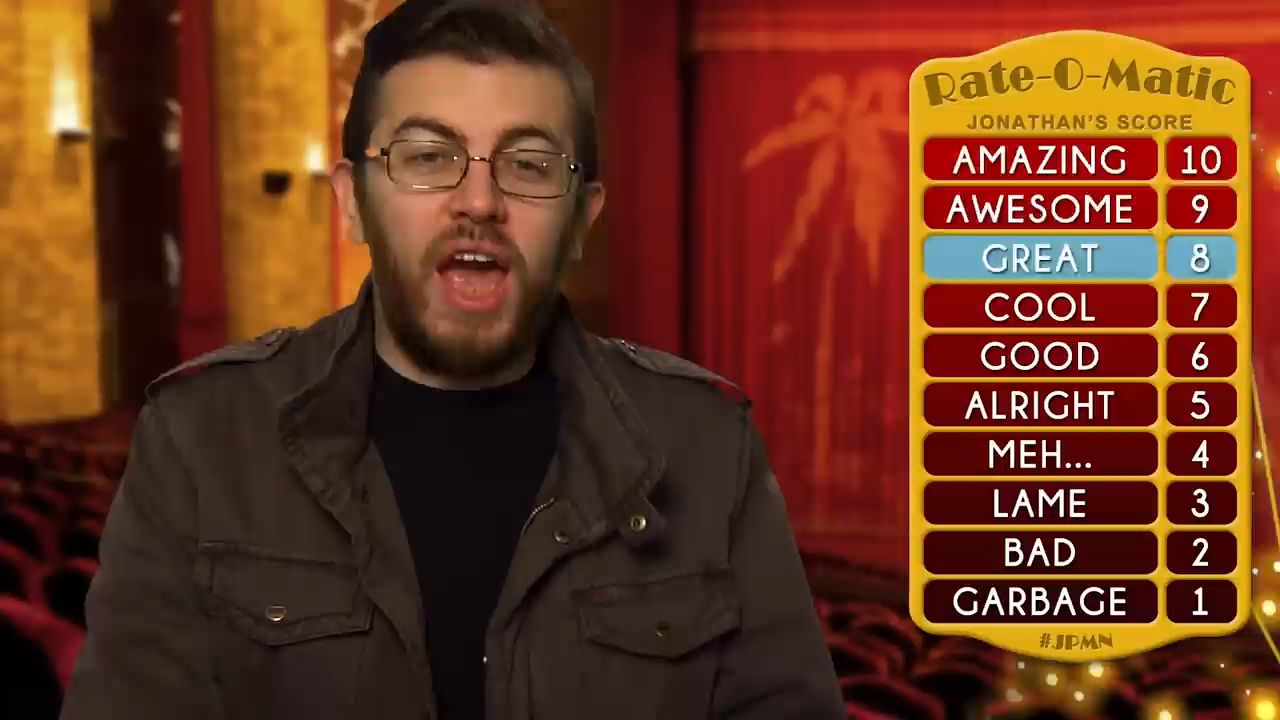 Rate-O-Matic
JONATHAN'S SCORE
AMAZING 10
AWESOME 9
GREAT 8
COOL 7
GOOD 6
ALRIGHT 5
MEH... 4
LAME 3
BAD 2
GARBAGE 1
#JPMN